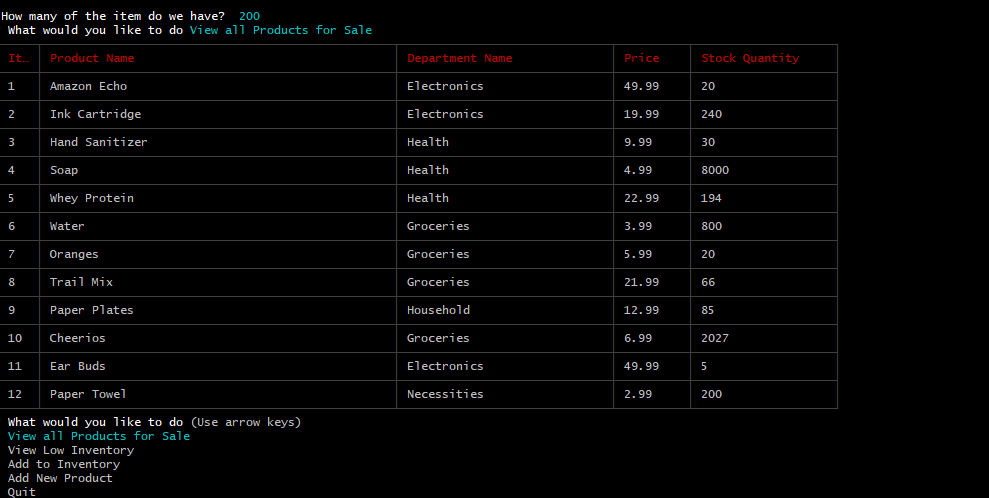 How many of the item do we have? 200
What would you like to do View all Products for Sale
It… Product Name Department Name Price Stock Quantity
1 Amazon Echo Electronics 49.99 20
2 Ink Cartridge Electronics 19.99 240
3 Hand Sanitizer Health 9.99 30
4 Soap Health 4.99 8000
5 Whey Protein Health 22.99 194
6 Water Groceries 3.99 800
7 Oranges Groceries 5.99 20
8 Trail Mix Groceries 21.99 66
9 Paper Plates Household 12.99 85
10 Cheerios Groceries 6.99 2027
11 Ear Buds Electronics 49.99 5
12 Paper Towel Necessities 2.99 200
What would you like to do (Use arrow keys)
View all Products for Sale
View Low Inventory
Add to Inventory
Add New Product
Quit